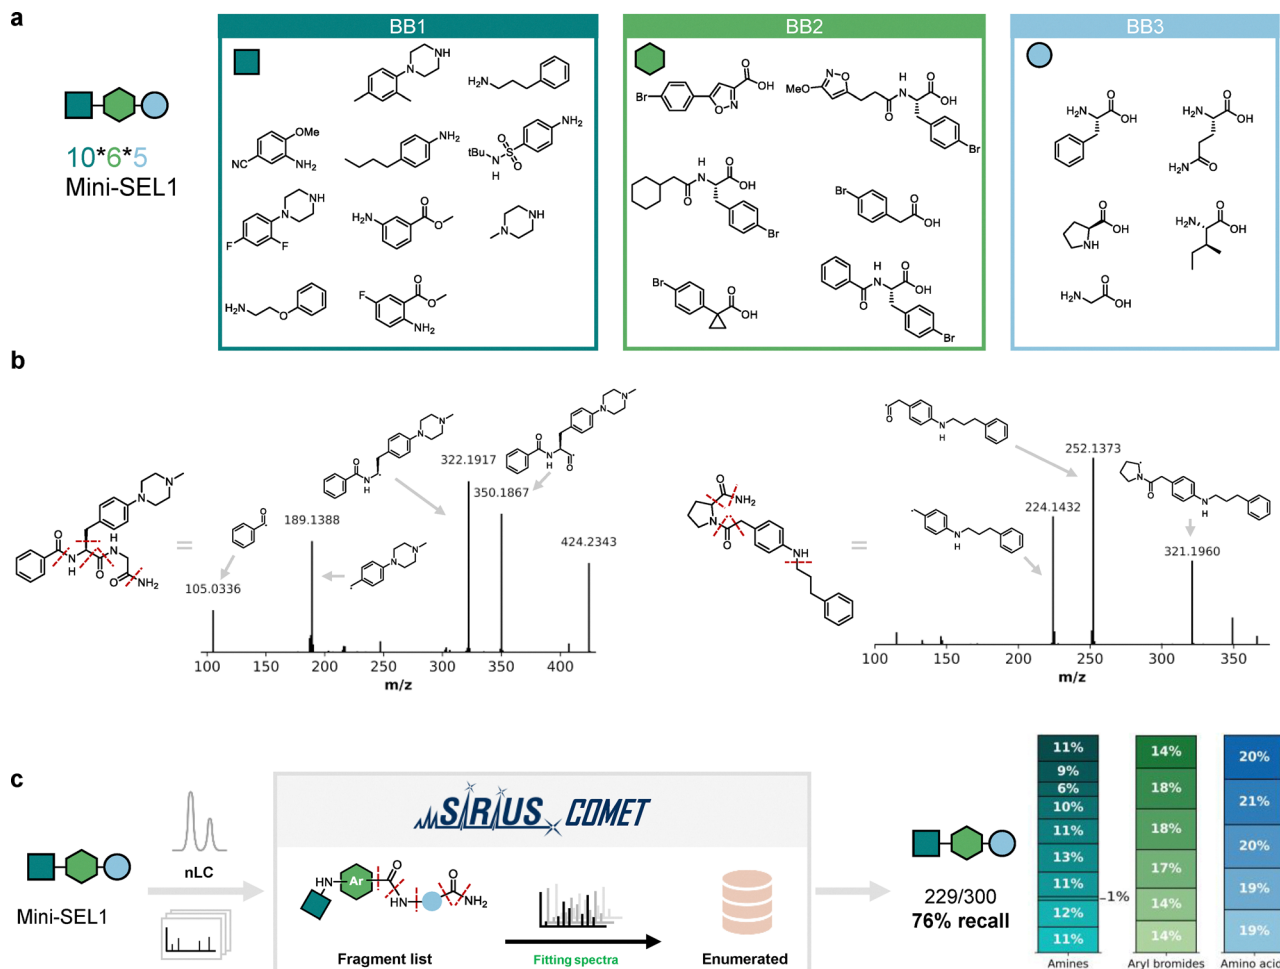 a
BB1
BB2
BB3
10*6*5
Mini-SEL1
NH
N
H₂N
OMe
NC
NH₂
NH₂
NH₂
tBu
N
H
S
O
O
NH
N
F
F
H₂N
O
O
NH
N
H₂N
O
F
O
O
NH₂
Br
O
OH
O
N
MeO
N
O
O
H
N
O
OH
Br
H
N
O
O
OH
Br
Br
O
OH
Br
O
OH
H
N
O
O
OH
Br
H₂N
O
OH
H₂N
O
OH
O
H₂N
O
OH
NH
H₂N
O
OH
H₂N
O
OH
b
=
105.0336
189.1388
322.1917
350.1867
424.2343
100
150
200
250
300
350
400
m/z
=
224.1432
252.1373
321.1960
100
150
200
250
300
350
m/z
c
Mini-SEL1
nLC
SIRIUS COMET
HN
Ar
O
HN
O
NH₂
Fragment list
Fitting spectra
Enumerated
229/300
76% recall
11%
9%
6%
10%
11%
13%
11%
1%
12%
11%
Amines
14%
18%
18%
17%
14%
14%
Aryl bromides
20%
21%
20%
19%
19%
Amino acid